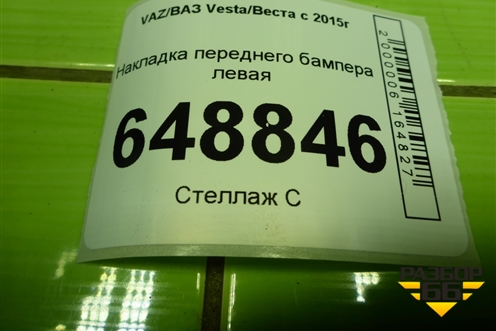 VAZ/ВАЗ Vesta/Веста с 2015г
Накладка переднего бампера
левая
648846
Стеллаж С
2000006164827
РАЗБОР
66